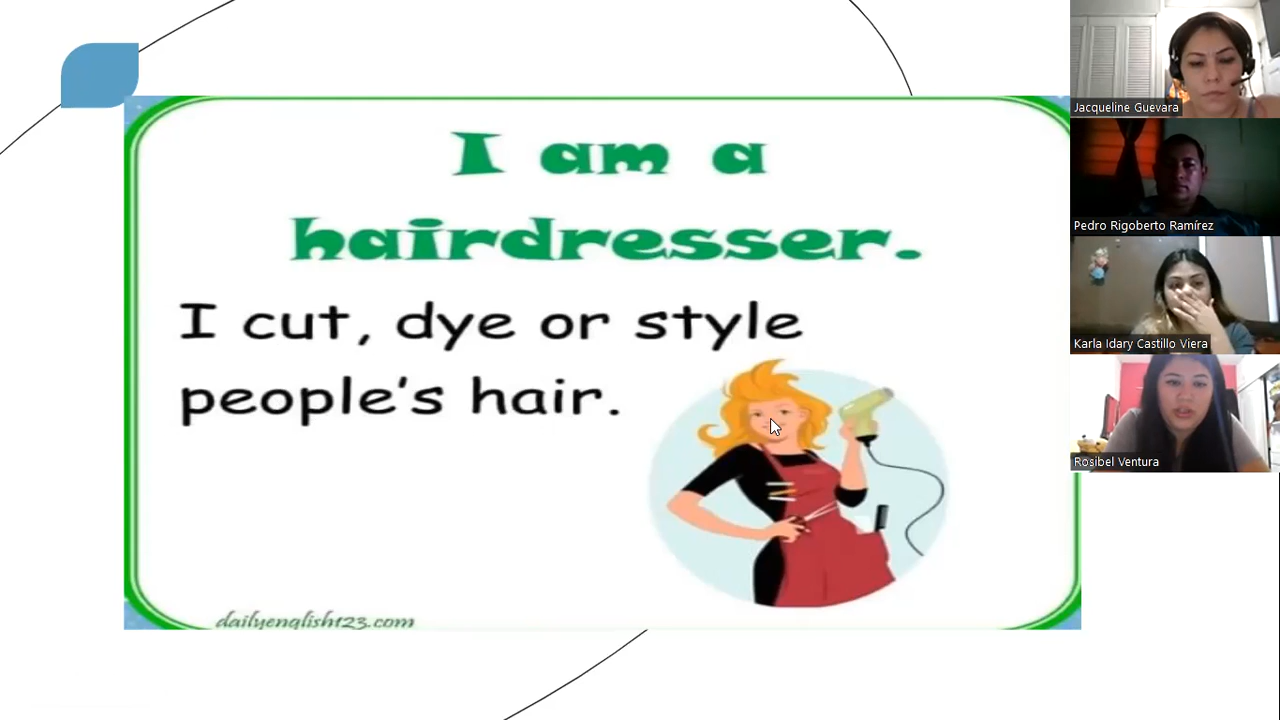 I am a
hairdresser.
I cut, dye or style
people's hair.
dailyenglish123.com
Jacqueline Guevara
Pedro Rigoberto Ramírez
Karla Idary Castillo Viera
Rosibel Ventura